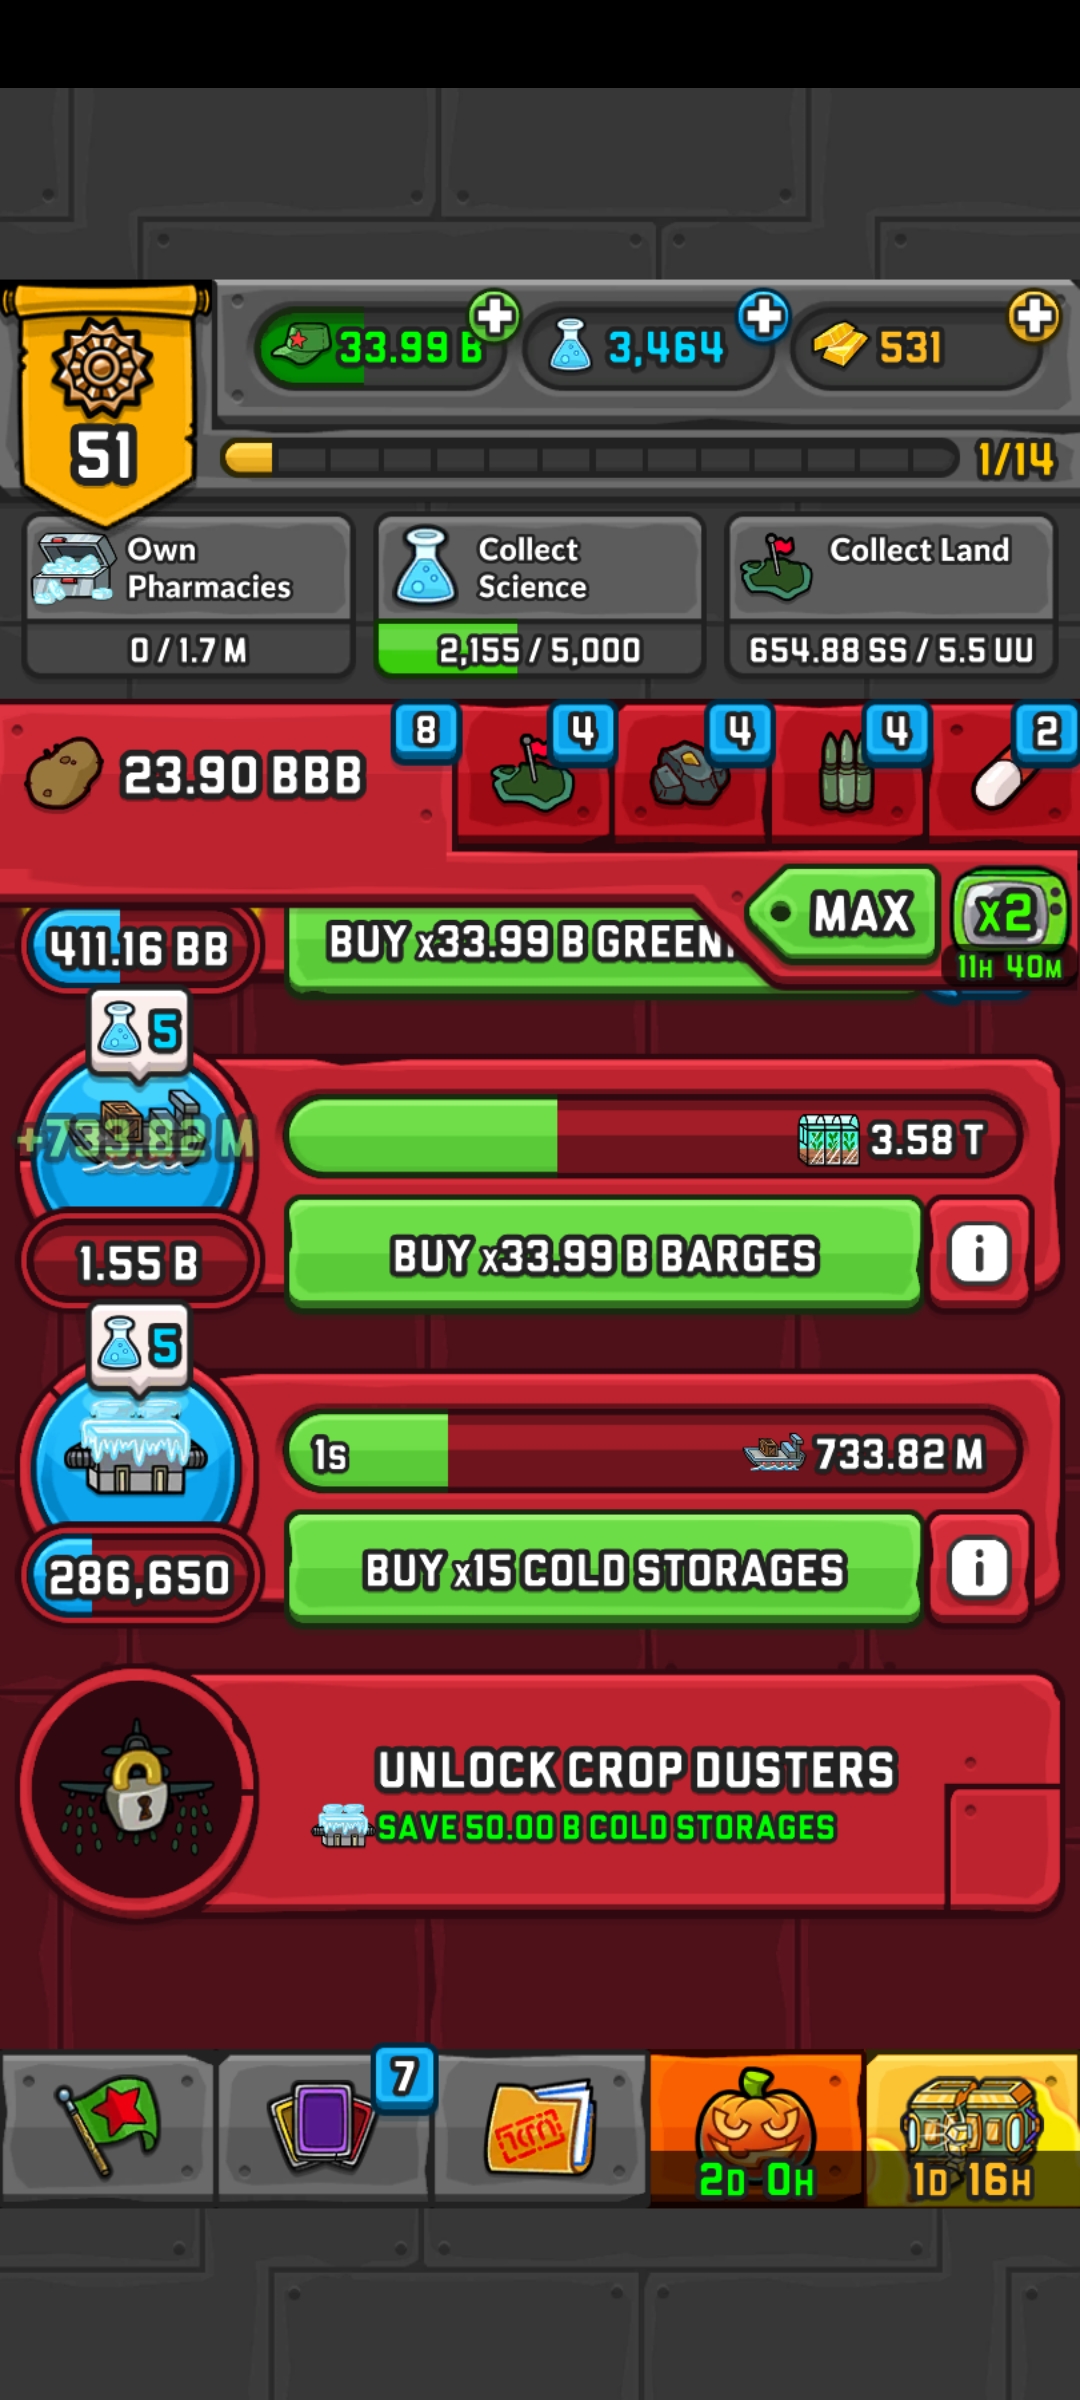 33.99 B
3,464
531
51
1/14
Own
Pharmacies
0 / 1.7 M
Collect
Science
2,155 / 5,000
Collect Land
654.88 SS / 5.5 UU
23.90 BBB
8
4
4
4
2
MAX
x2
11H 40M
411.16 BB
BUY x33.99 B GREEN
5
+733.82 M
3.58 T
1.55 B
BUY x33.99 B BARGES
i
5
1s
733.82 M
286,650
BUY x15 COLD STORAGES
i
UNLOCK CROP DUSTERS
SAVE 50.00 B COLD STORAGES
7
2D 0H
1D 16H